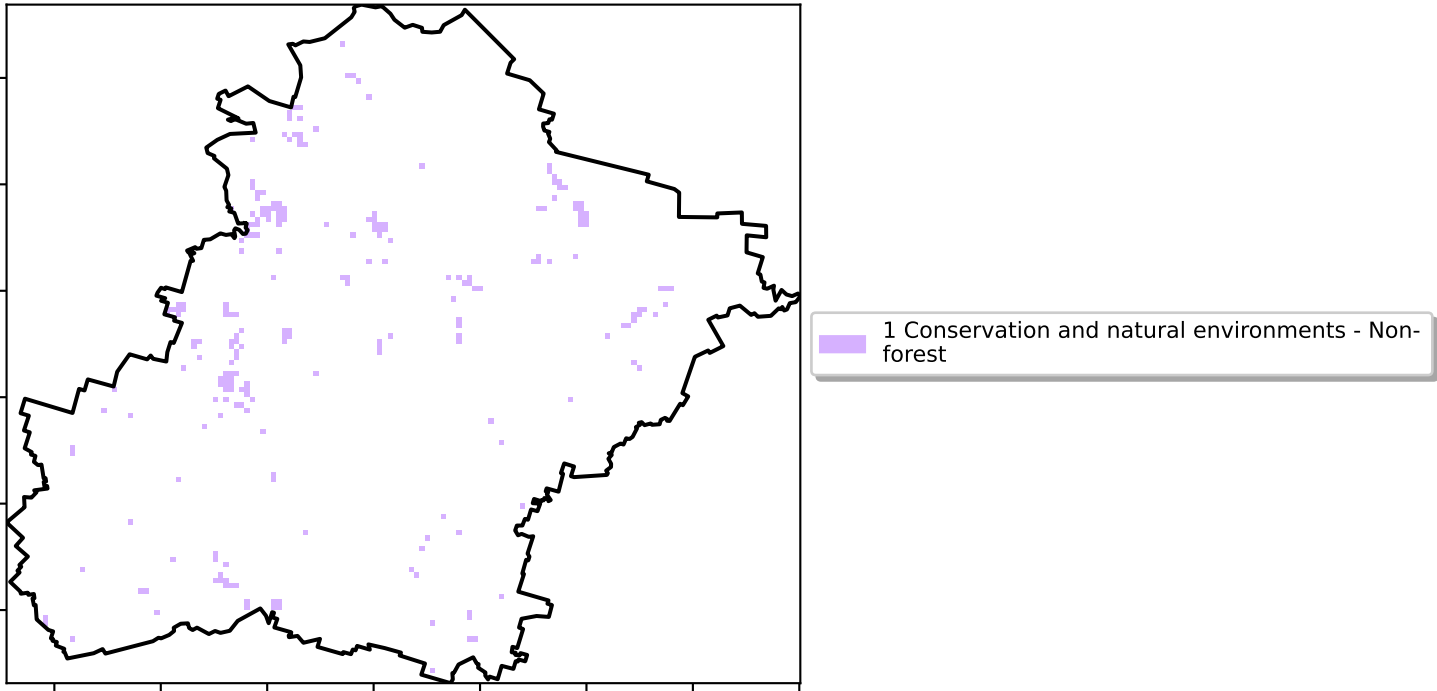 1 Conservation and natural environments - Non-
forest